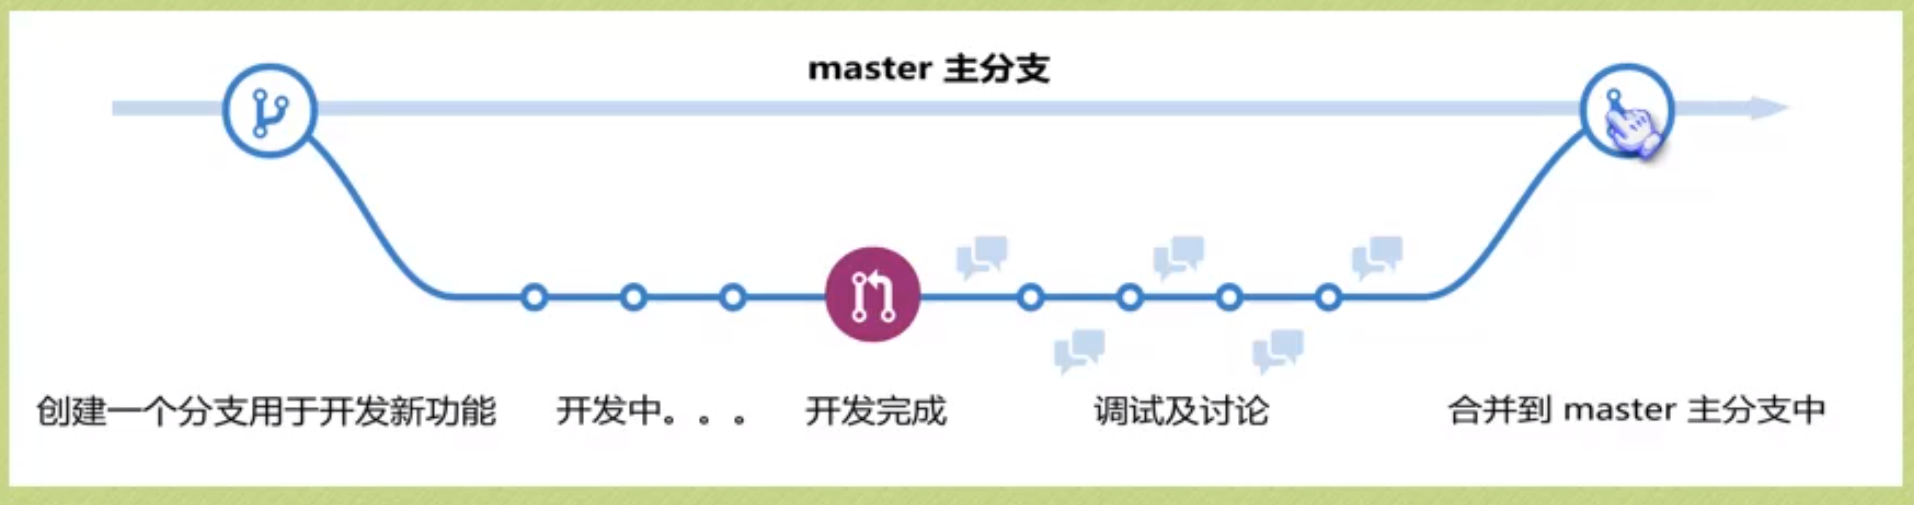 master 主分支
创建一个分支用于开发新功能
开发中。。。
开发完成
调试及讨论
合并到 master 主分支中